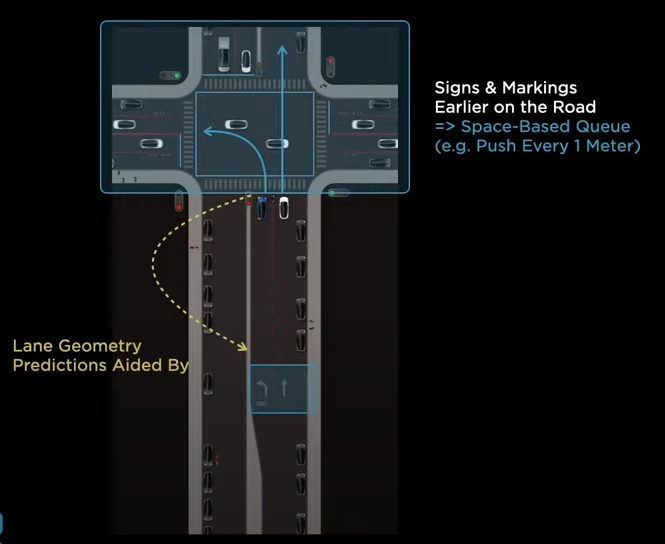 Signs & Markings
Earlier on the Road
=> Space-Based Queue
(e.g. Push Every 1 Meter)
Lane Geometry
Predictions Aided By